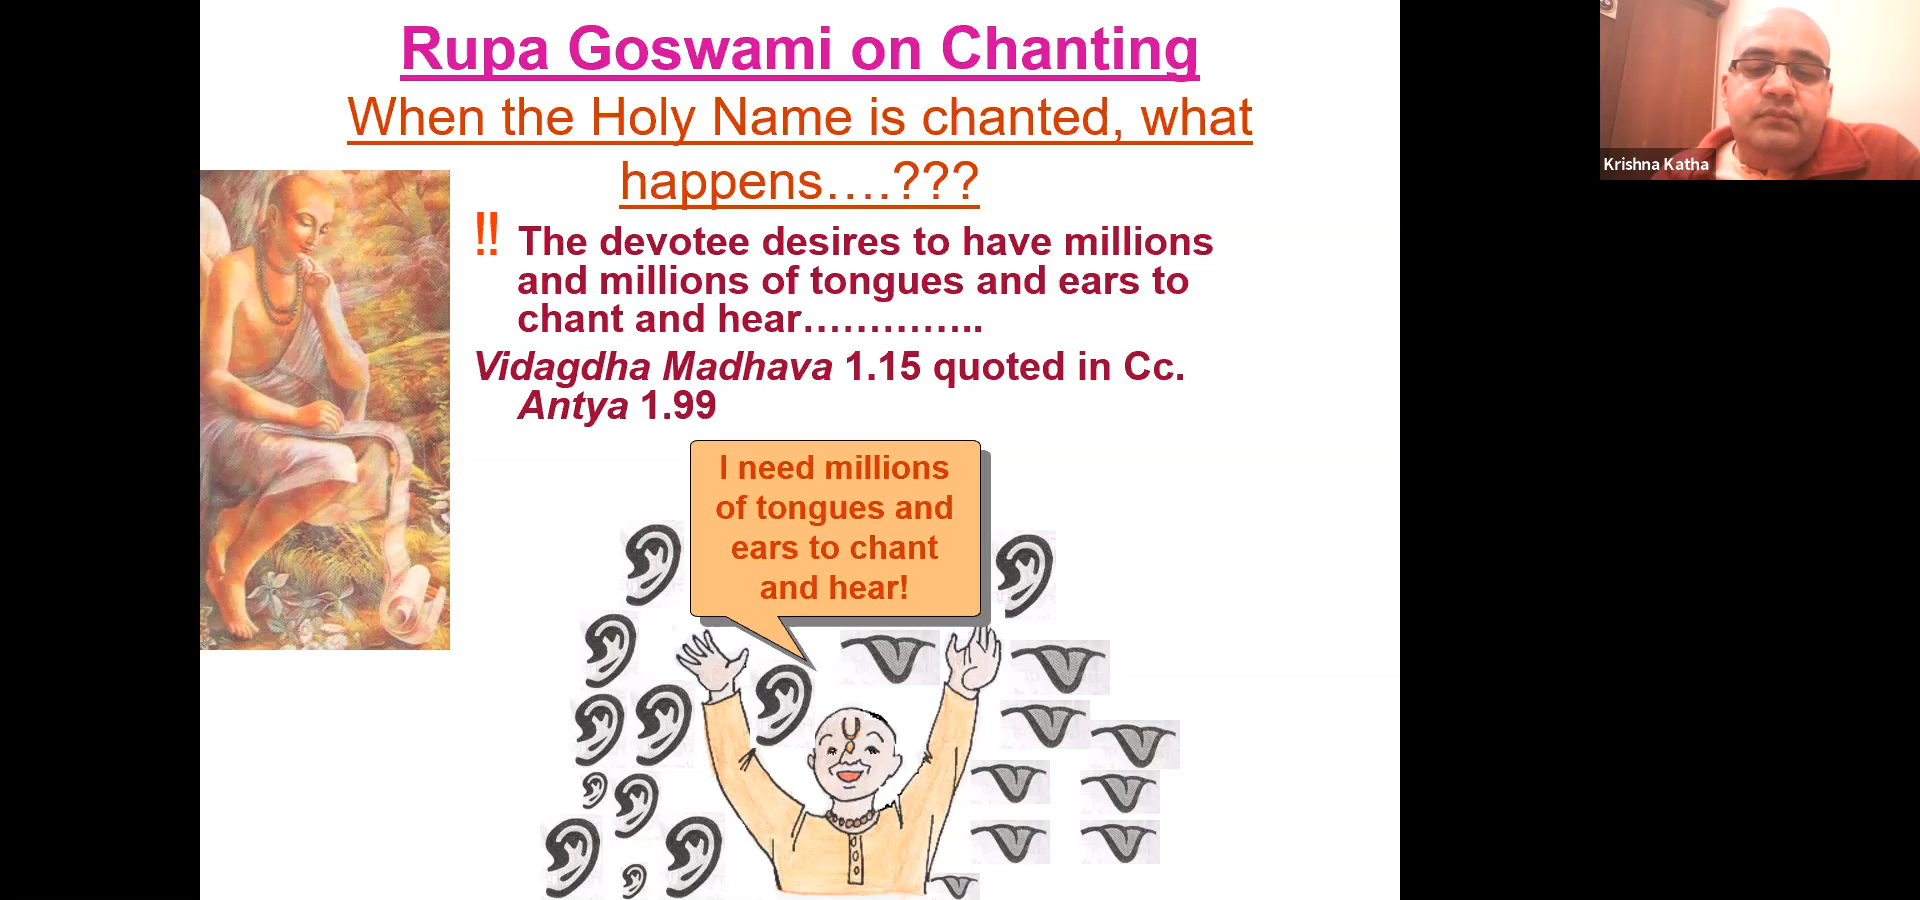 Rupa Goswami on Chanting
When the Holy Name is chanted, what
happens….???
!! The devotee desires to have millions
and millions of tongues and ears to
chant and hear…………..
Vidagdha Madhava 1.15 quoted in Cc.
Antya 1.99
I need millions
of tongues and
ears to chant
and hear!
Krishna Katha